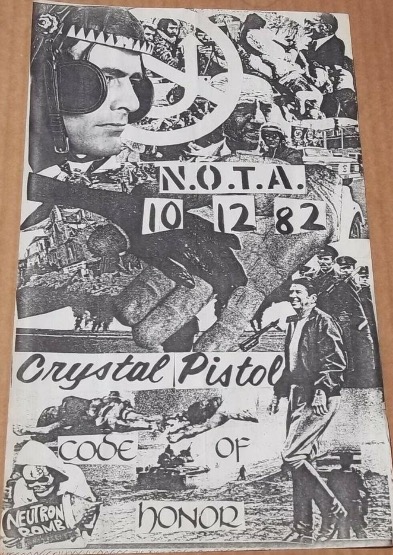 N.O.T.A.
10 12 82
Crystal Pistol
CODE OF
HONOR
NEUTRON
BOMB